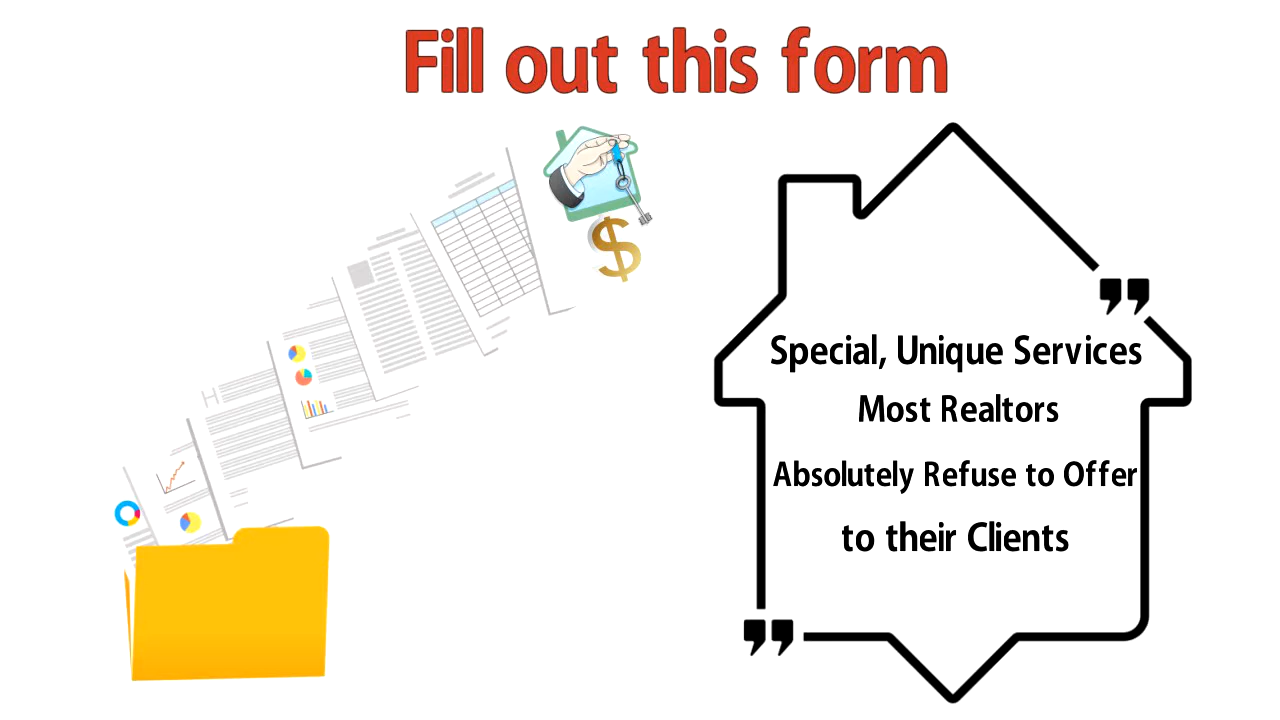 Fill out this form
Special, Unique Services
Most Realtors
Absolutely Refuse to Offer
to their Clients